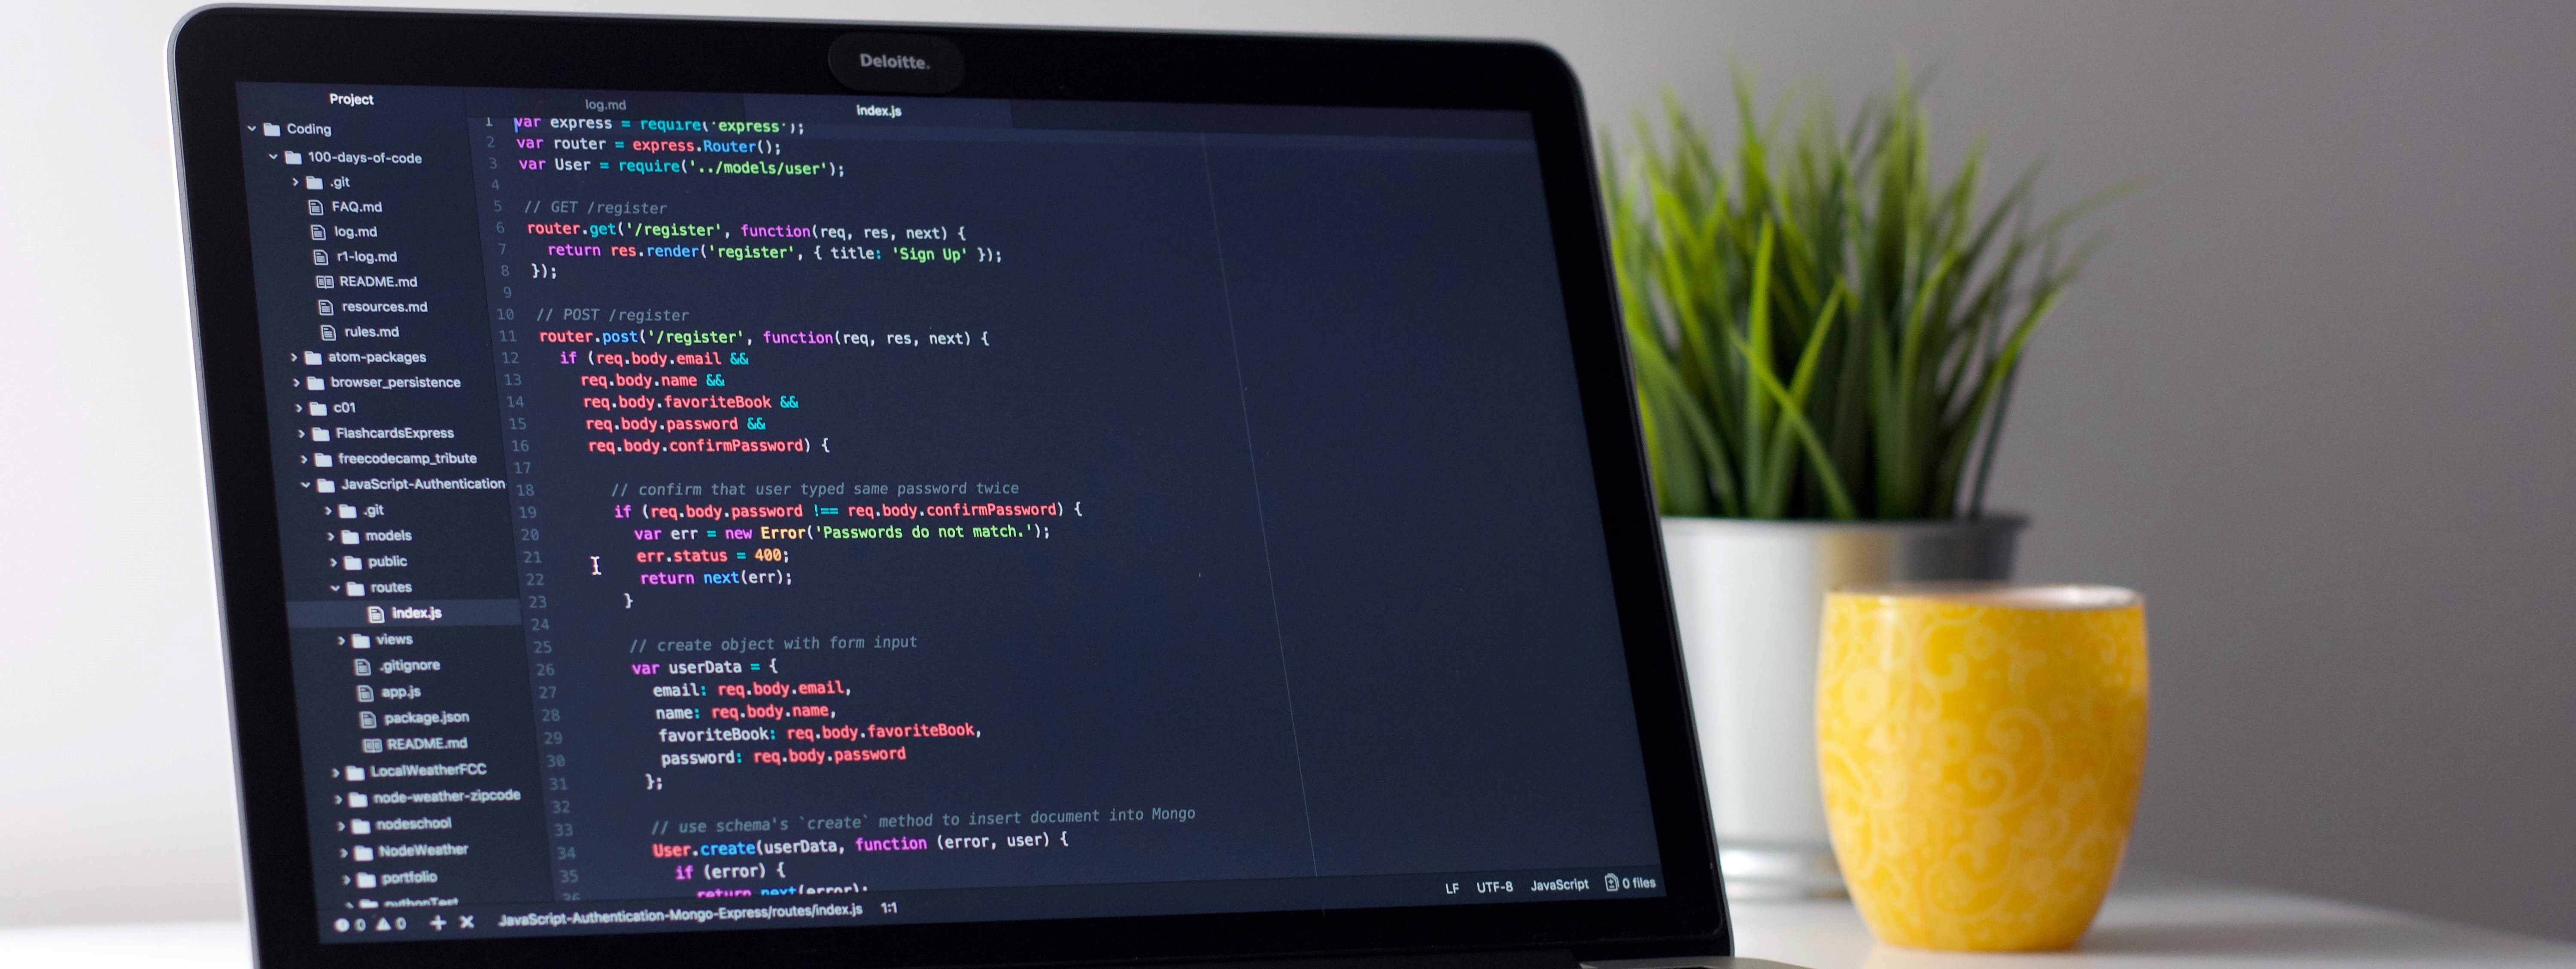 Deloitte.
Project
Coding
100-days-of-code
.git
FAQ.md
log.md
r1-log.md
README.md
resources.md
rules.md
atom-packages
browser_persistence
c01
FlashcardsExpress
freecodecamp_tribute
JavaScript-Authentication
.git
models
public
routes
index.js
views
.gitignore
app.js
package.json
README.md
LocalWeatherFCC
node-weather-zipcode
nodeschool
NodeWeather
portfolio
pythonTest
log.md
index.js
1 var express = require('express');
2 var router = express.Router();
3 var User = require('../models/user');
4
5 // GET /register
6 router.get('/register', function(req, res, next) {
7 return res.render('register', { title: 'Sign Up' });
8 });
9
10 // POST /register
11 router.post('/register', function(req, res, next) {
12 if (req.body.email &&
13 req.body.name &&
14 req.body.favoriteBook &&
15 req.body.password &&
16 req.body.confirmPassword) {
17
18 // confirm that user typed same password twice
19 if (req.body.password !== req.body.confirmPassword) {
20 var err = new Error('Passwords do not match.');
21 err.status = 400;
22 return next(err);
23 }
24
25 // create object with form input
26 var userData = {
27 email: req.body.email,
28 name: req.body.name,
29 favoriteBook: req.body.favoriteBook,
30 password: req.body.password
31 };
32
33 // use schema's `create` method to insert document into Mongo
34 User.create(userData, function (error, user) {
35 if (error) {
36 return next(error);
0 0 JavaScript-Authentication-Mongo-Express/routes/index.js 1:1
LF UTF-8 JavaScript 0 files